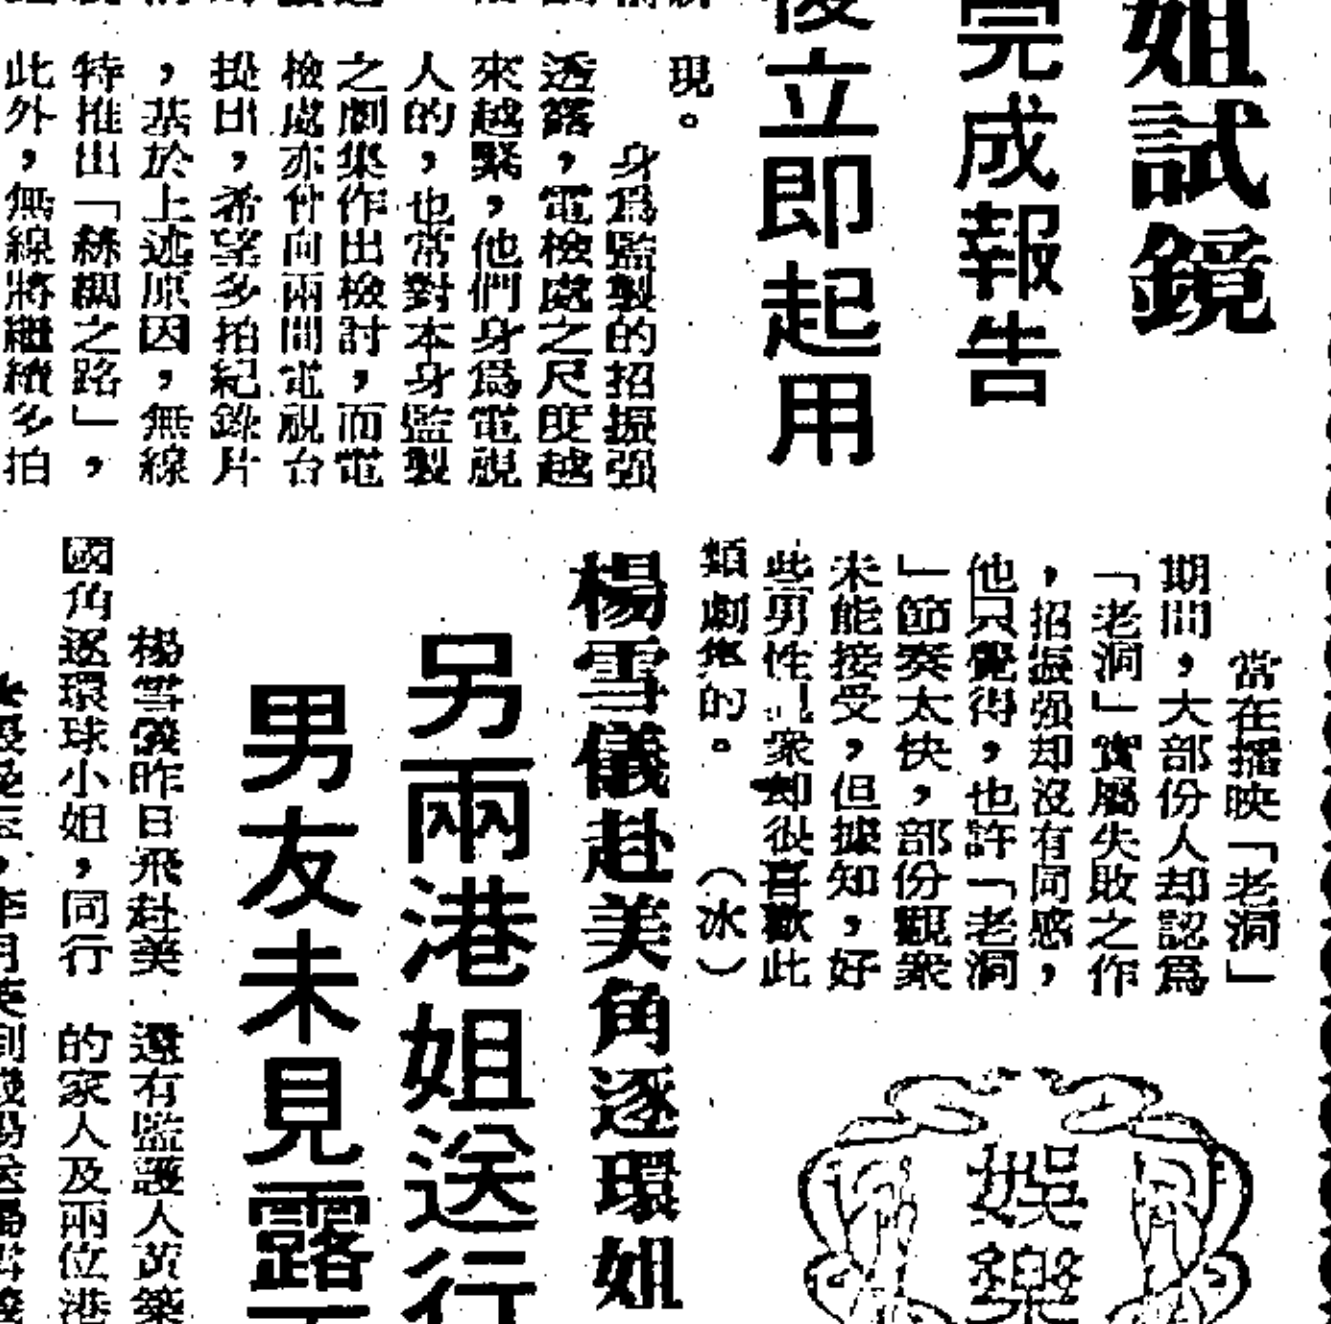 姐試鏡
完成報告
後立即起用
現。
身爲監製的招振强
透露，電檢處之尺度越
來越緊，他們身爲電視
人的，也常對本身監製
之劇集作出檢討，而電
檢處亦曾向兩間電視台
提出，希望多拍紀錄片
，基於上述原因，無線
特推出「絲綢之路」，
此外，無線將繼續多拍
當在播映「老洞」
期間，大部份人却認爲
「老洞」實屬失敗之作
，招振强却沒有同感，
他只覺得，也許「老洞
」節奏太快，部份觀衆
未能接受，但據知，好
些男性觀衆却很喜歡此
類劇集的。　（冰）
楊雪儀赴美角逐環姐
另兩港姐送行
男友未見露
楊雪儀昨日飛赴美
國角逐環球小姐，同行
還有監護人黃築
的家人及兩位港
娛樂